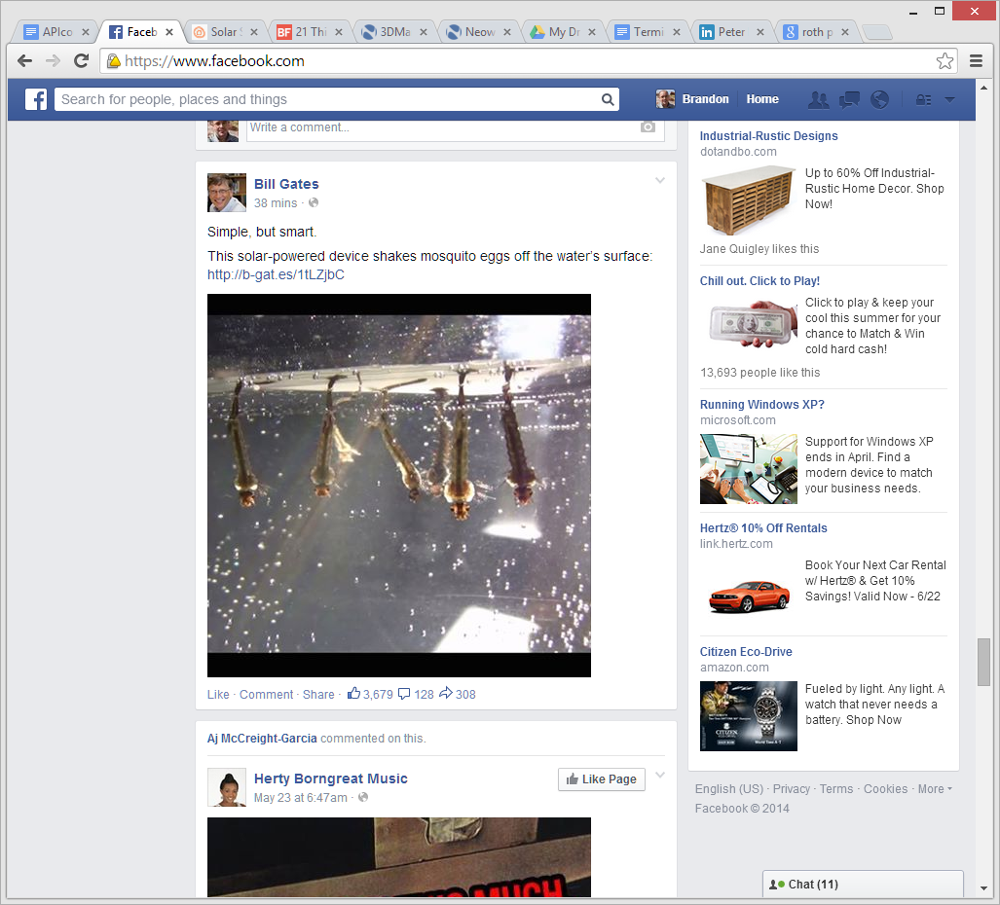 APIco
Faceb
Solar S
BF
21 Thi
3DMa
Neow
My Dr
Termi
in
Peter
g
roth p
https://www.facebook.com
f
Search for people, places and things
Brandon
Home
Write a comment...
Bill Gates
38 mins ·
Simple, but smart.
This solar-powered device shakes mosquito eggs off the water's surface:
http://b-gat.es/1tLZjbC
Like · Comment · Share · 3,679 128 308
Aj McCreight-Garcia commented on this.
Herty Borngreat Music
May 23 at 6:47am ·
Like Page
MUCH
Industrial-Rustic Designs
dotandbo.com
Up to 60% Off Industrial-
Rustic Home Decor. Shop
Now!
Jane Quigley likes this
Chill out. Click to Play!
Click to play & keep your
cool this summer for your
chance to Match & Win
cold hard cash!
13,693 people like this
Running Windows XP?
microsoft.com
Support for Windows XP
ends in April. Find a
modern device to match
your business needs.
Hertz® 10% Off Rentals
link.hertz.com
Book Your Next Car Rental
w/ Hertz® & Get 10%
Savings! Valid Now - 6/22
Citizen Eco-Drive
amazon.com
CITIZEN
Fueled by light. Any light. A
watch that never needs a
battery. Shop Now
English (US) · Privacy · Terms · Cookies · More
Facebook © 2014
Chat (11)